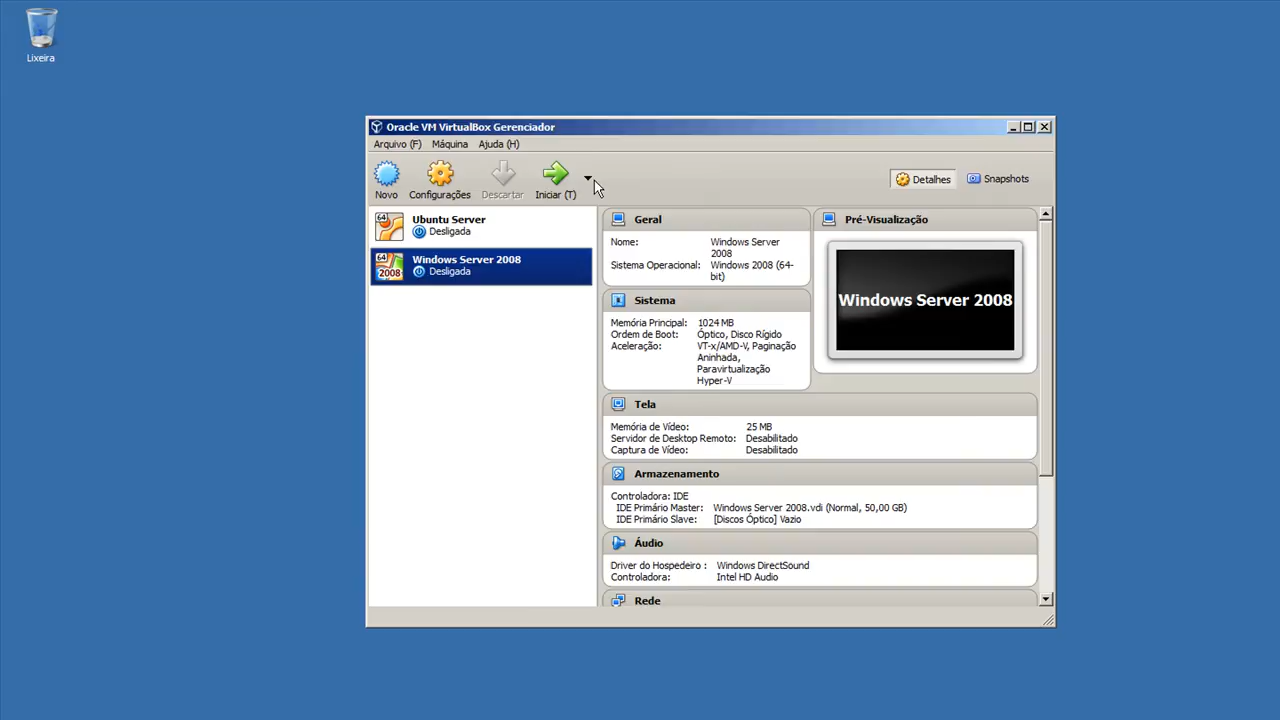 Lixeira
Oracle VM VirtualBox Gerenciador
Arquivo (F) Máquina Ajuda (H)
Novo Configurações Descartar Iniciar (T) Detalhes Snapshots
64 Ubuntu Server
Desligada
64 2008 Windows Server 2008
Desligada
Geral
Nome: Windows Server
2008
Sistema Operacional: Windows 2008 (64-
bit)
Pré-Visualização
Windows Server 2008
Sistema
Memória Principal: 1024 MB
Ordem de Boot: Óptico, Disco Rígido
Aceleração: VT-x/AMD-V, Paginação
Aninhada,
Paravirtualização
Hyper-V
Tela
Memória de Vídeo: 25 MB
Servidor de Desktop Remoto: Desabilitado
Captura de Vídeo: Desabilitado
Armazenamento
Controladora: IDE
IDE Primário Master: Windows Server 2008.vdi (Normal, 50,00 GB)
IDE Primário Slave: [Discos Óptico] Vazio
Áudio
Driver do Hospedeiro : Windows DirectSound
Controladora: Intel HD Audio
Rede